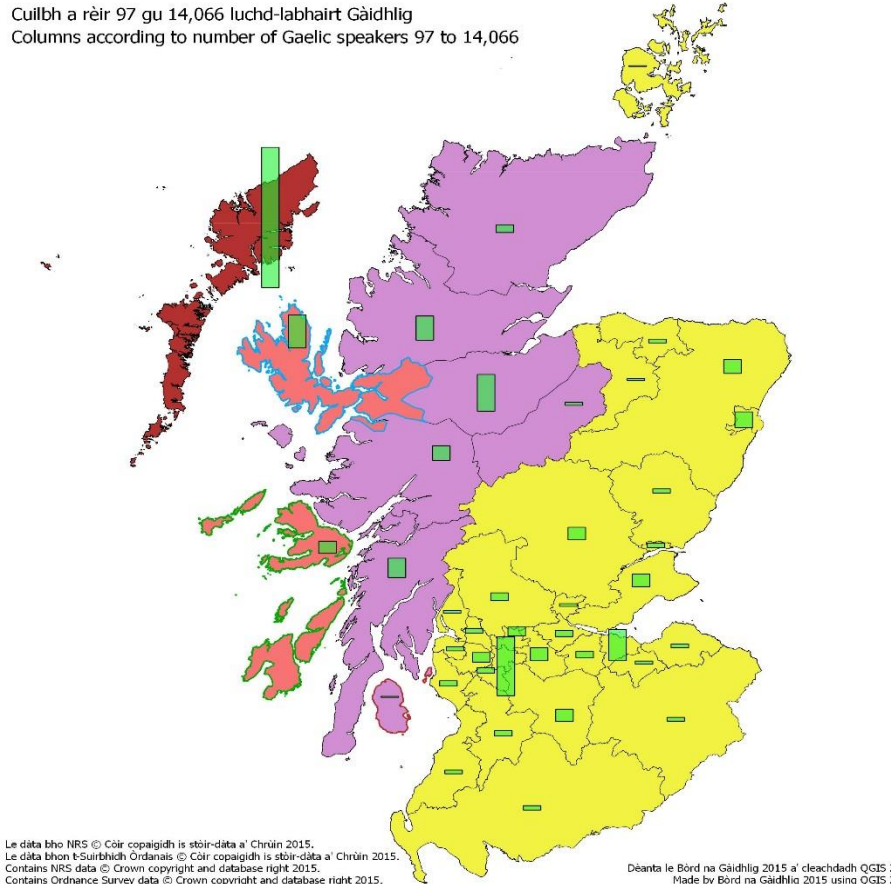 Cuilbh a rèir 97 gu 14,066 luchd-labhairt Gàidhlig
Columns according to number of Gaelic speakers 97 to 14,066
Le dàta bho NRS © Còir copaigidh is stòir-dàta a' Chrùin 2015.
Le dàta bhon t-Suirbhidh Òrdanais © Còir copaigidh is stòir-dàta a' Chrùin 2015.
Contains NRS data © Crown copyright and database right 2015.
Contains Ordnance Survey data © Crown copyright and database right 2015.
Dèanta le Bòrd na Gàidhlig 2015 a' cleachdadh QGIS
Made by Bòrd na Gàidhlig 2015 using QGIS